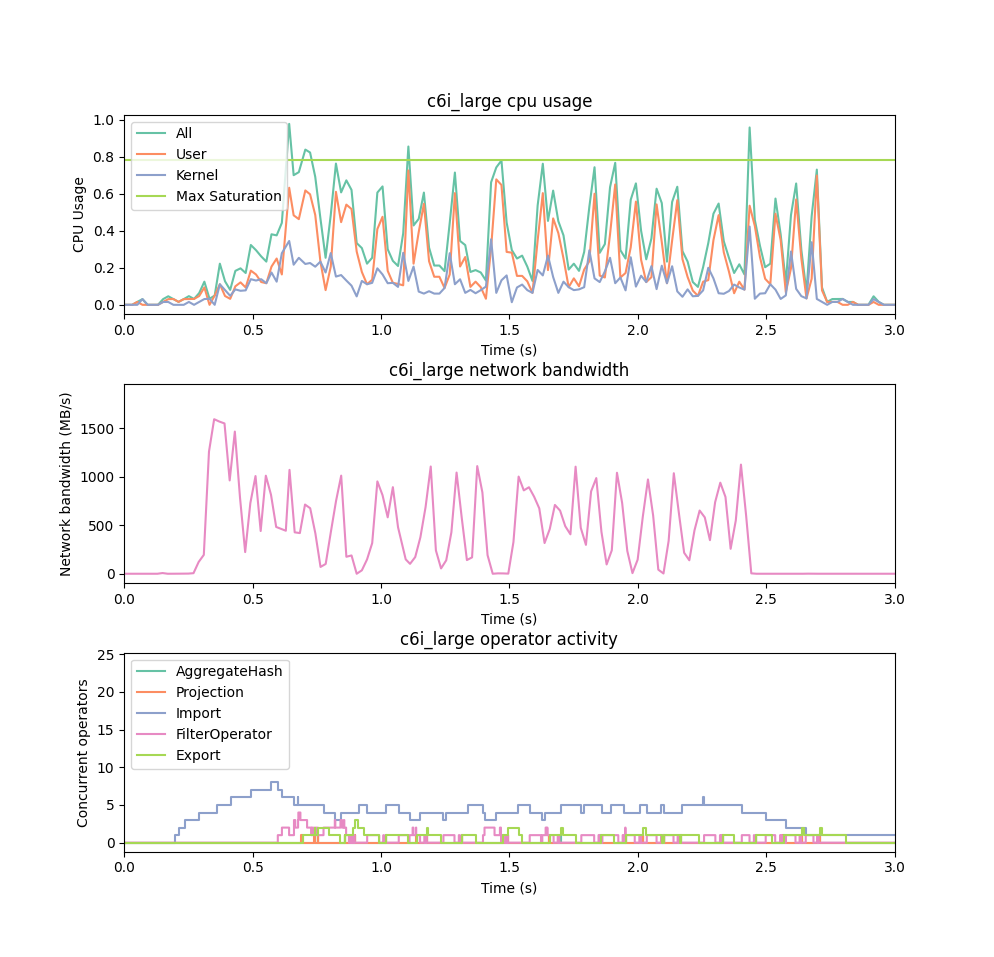 c6i_large cpu usage
CPU Usage
1.0
0.8
0.6
0.4
0.2
0.0
All
User
Kernel
Max Saturation
0.0 0.5 1.0 1.5 2.0 2.5 3.0
Time (s)
c6i_large network bandwidth
Network bandwidth (MB/s)
1500
1000
500
0
0.0 0.5 1.0 1.5 2.0 2.5 3.0
Time (s)
c6i_large operator activity
Concurrent operators
25
20
15
10
5
0
AggregateHash
Projection
Import
FilterOperator
Export
0.0 0.5 1.0 1.5 2.0 2.5 3.0
Time (s)